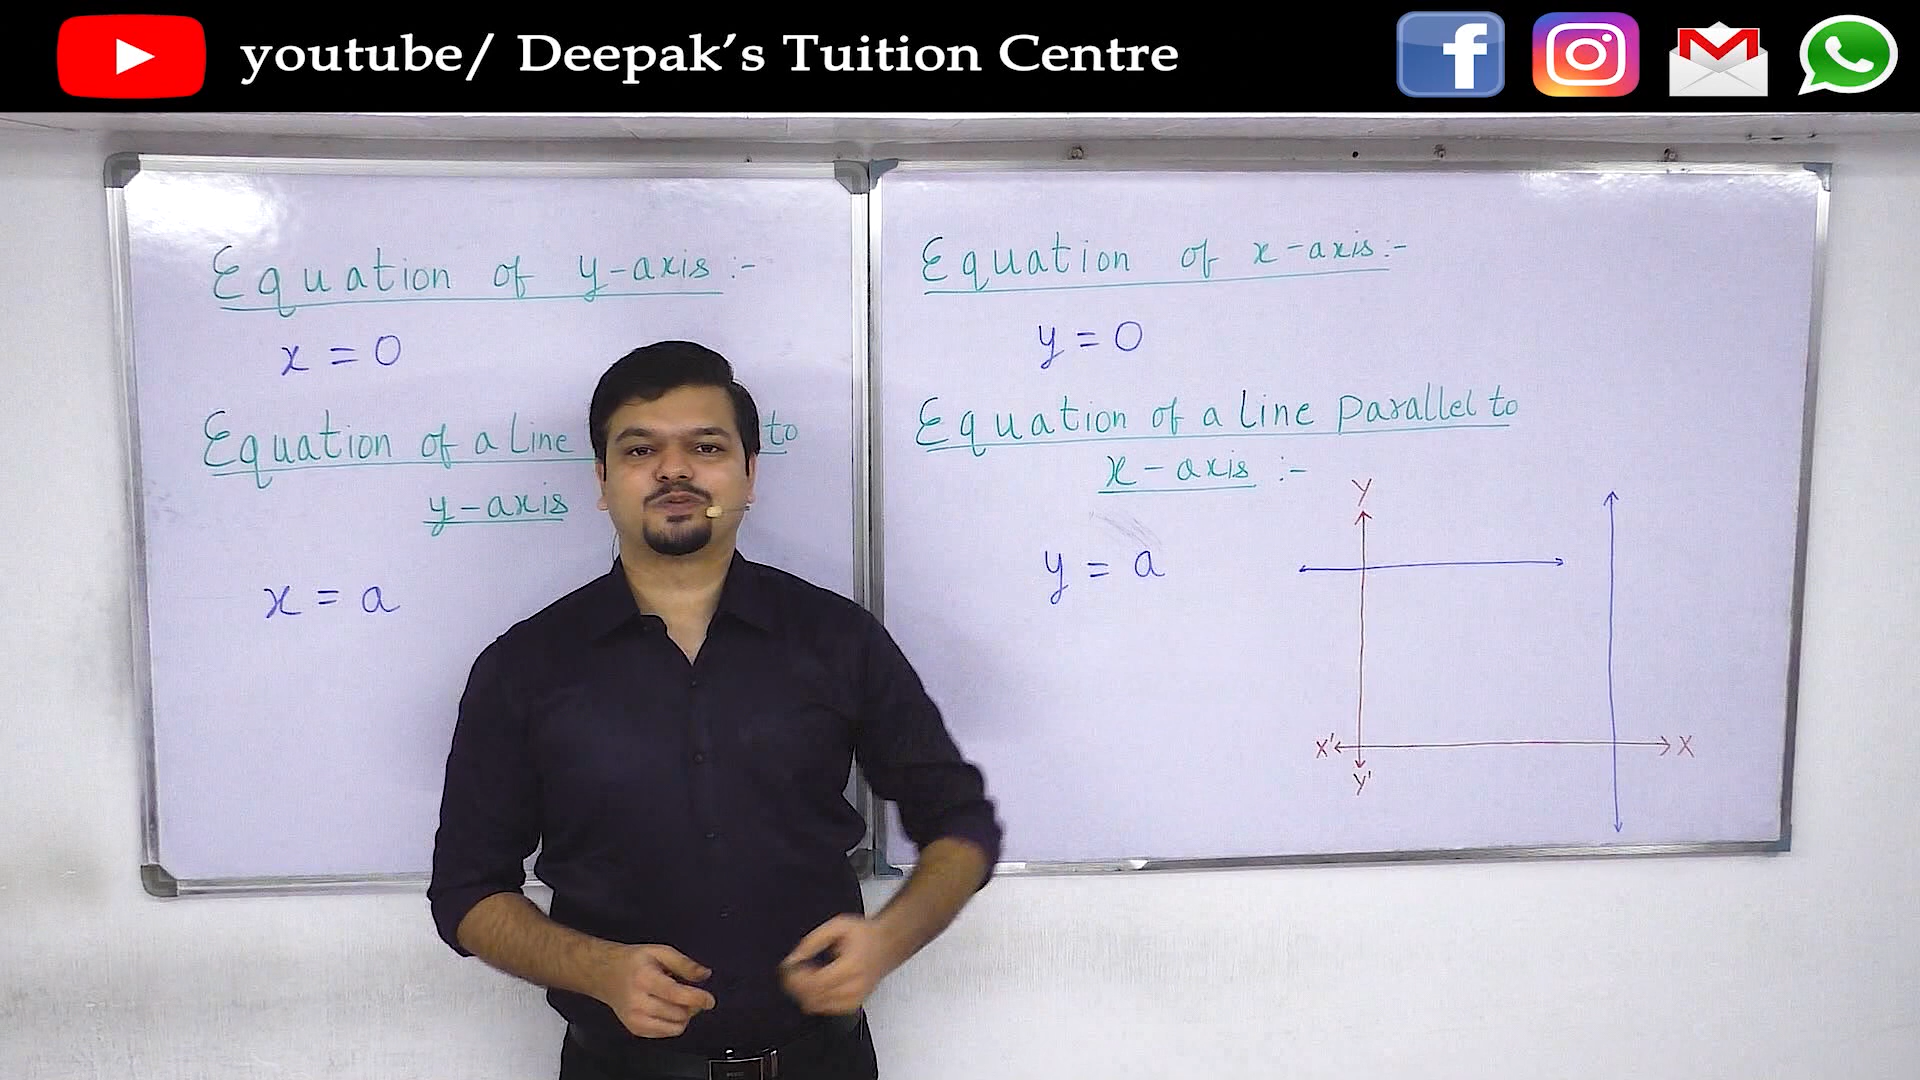 youtube/ Deepak's Tuition Centre
Equation of y-axis :-
x = 0
Equation of a line to
y-axis
x = a
Equation of x-axis:-
y = 0
Equation of a line parallel to
x-axis :-
y = a
Y
X' X
Y'